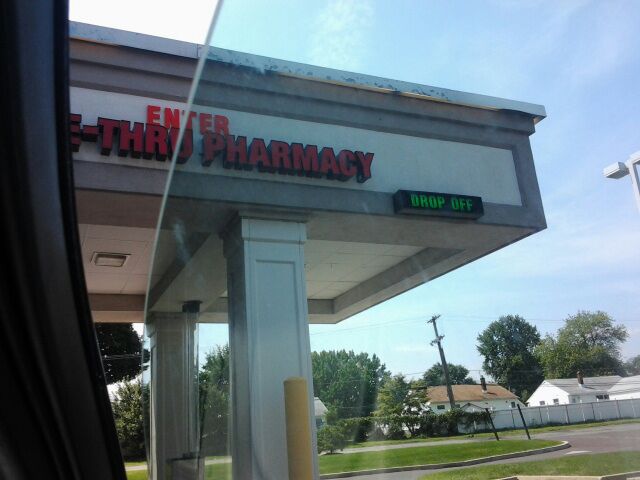 ENTER
E-THRU PHARMACY
DROP OFF